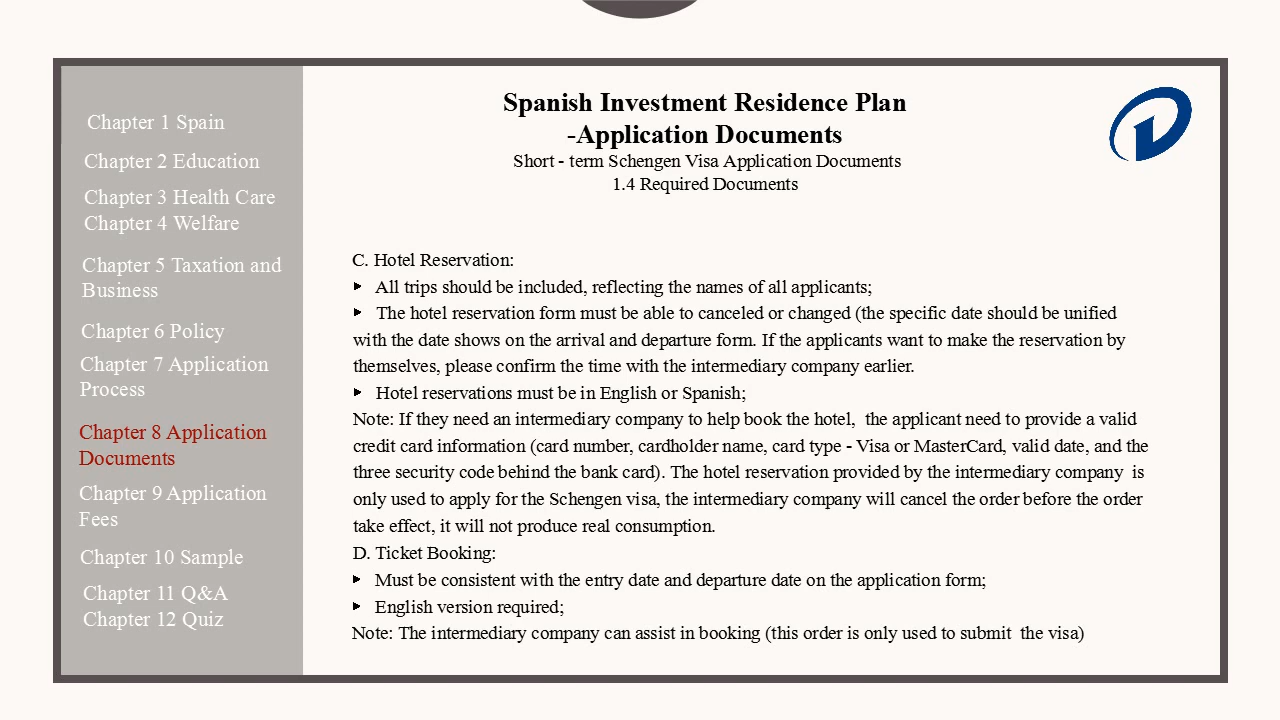 Chapter 1 Spain
Chapter 2 Education
Chapter 3 Health Care
Chapter 4 Welfare
Chapter 5 Taxation and
Business
Chapter 6 Policy
Chapter 7 Application
Process
Chapter 8 Application
Documents
Chapter 9 Application
Fees
Chapter 10 Sample
Chapter 11 Q&A
Chapter 12 Quiz
Spanish Investment Residence Plan
-Application Documents
Short - term Schengen Visa Application Documents
1.4 Required Documents
C. Hotel Reservation:
All trips should be included, reflecting the names of all applicants;
The hotel reservation form must be able to canceled or changed (the specific date should be unified
with the date shows on the arrival and departure form. If the applicants want to make the reservation by
themselves, please confirm the time with the intermediary company earlier.
Hotel reservations must be in English or Spanish;
Note: If they need an intermediary company to help book the hotel,  the applicant need to provide a valid
credit card information (card number, cardholder name, card type - Visa or MasterCard, valid date, and the
three security code behind the bank card). The hotel reservation provided by the intermediary company  is
only used to apply for the Schengen visa, the intermediary company will cancel the order before the order
take effect, it will not produce real consumption.
D. Ticket Booking:
Must be consistent with the entry date and departure date on the application form;
English version required;
Note: The intermediary company can assist in booking (this order is only used to submit  the visa)